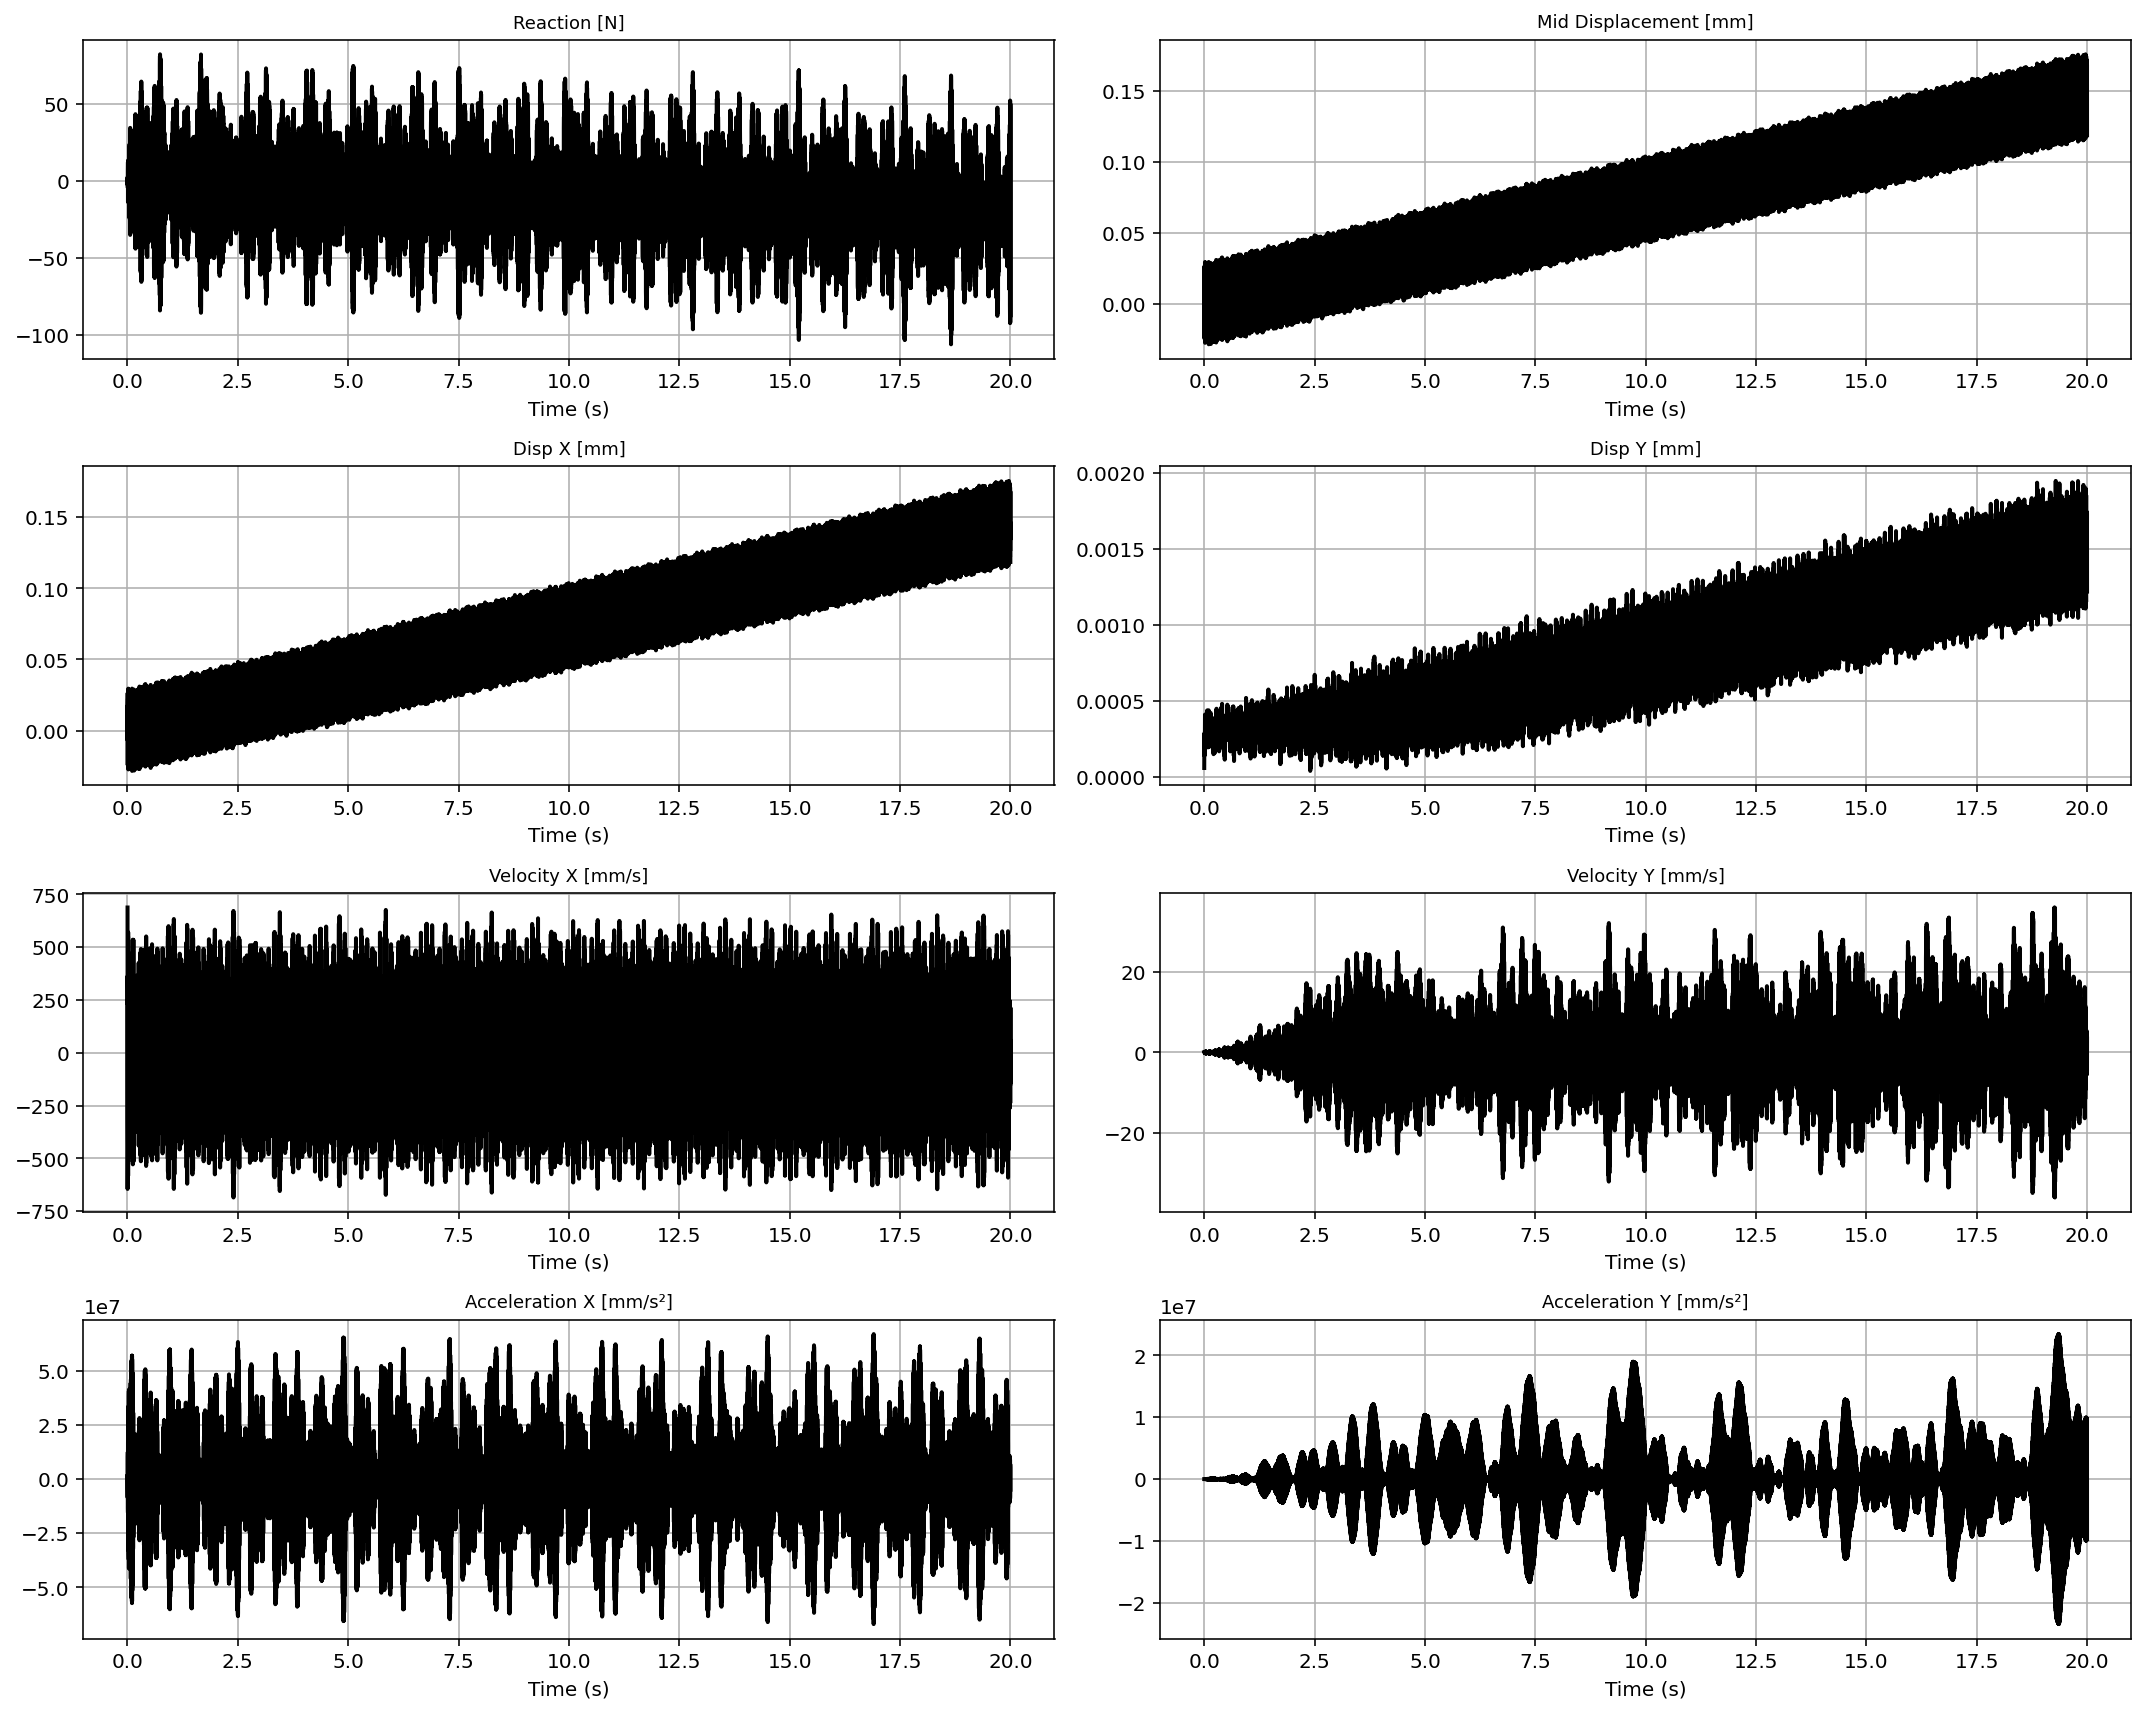 Reaction [N]
50
0
−50
−100
0.0 2.5 5.0 7.5 10.0 12.5 15.0 17.5 20.0
Time (s)
Mid Displacement [mm]
0.15
0.10
0.05
0.00
0.0 2.5 5.0 7.5 10.0 12.5 15.0 17.5 20.0
Time (s)
Disp X [mm]
0.15
0.10
0.05
0.00
0.0 2.5 5.0 7.5 10.0 12.5 15.0 17.5 20.0
Time (s)
Disp Y [mm]
0.0020
0.0015
0.0010
0.0005
0.0000
0.0 2.5 5.0 7.5 10.0 12.5 15.0 17.5 20.0
Time (s)
Velocity X [mm/s]
750
500
250
0
−250
−500
−750
0.0 2.5 5.0 7.5 10.0 12.5 15.0 17.5 20.0
Time (s)
Velocity Y [mm/s]
20
0
−20
0.0 2.5 5.0 7.5 10.0 12.5 15.0 17.5 20.0
Time (s)
Acceleration X [mm/s²]
1e7
5.0
2.5
0.0
−2.5
−5.0
0.0 2.5 5.0 7.5 10.0 12.5 15.0 17.5 20.0
Time (s)
Acceleration Y [mm/s²]
1e7
2
1
0
−1
−2
0.0 2.5 5.0 7.5 10.0 12.5 15.0 17.5 20.0
Time (s)